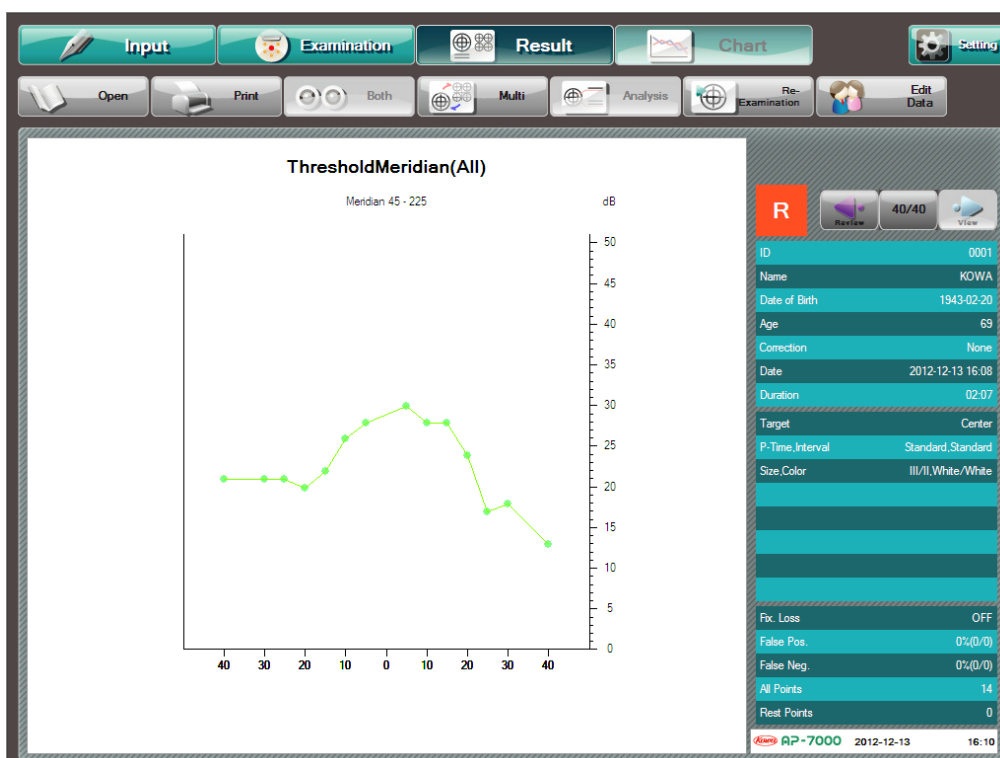 Input Examination Result Chart Setting
Open Print Both Multi Analysis Re-Examination Edit Data
ThresholdMeridian(All)
Meridian 45 - 225 dB
R Review 40/40 View
50
45
40
35
30
25
20
15
10
5
0
40 30 20 10 0 10 20 30 40
ID 0001
Name KOWA
Date of Birth 1943-02-20
Age 69
Correction None
Date 2012-12-13 16:08
Duration 02:07
Target Center
P-Time,Interval Standard,Standard
Size,Color III/II,White/White
Fix. Loss OFF
False Pos. 0%(0/0)
False Neg. 0%(0/0)
All Points 14
Rest Points 0
Kowa AP-7000 2012-12-13 16:10